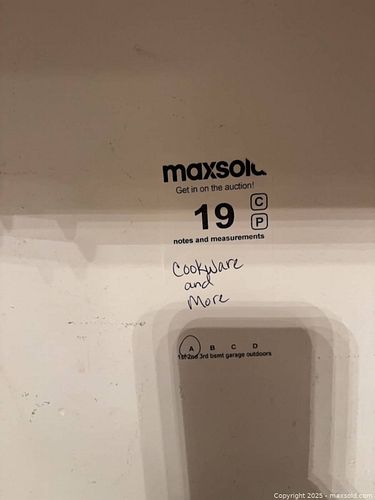 maxsold
Get in on the auction!
19 C
P
notes and measurements
Cookware
and
More
A B C D
1st 2nd 3rd bsmt garage outdoors
Copyright © 2025 - maxsold.com